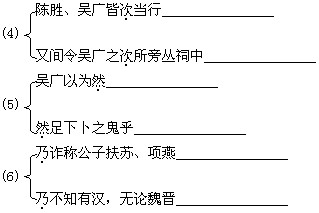 (4)
陈胜、吴广皆次当行
又间令吴广之次所旁丛祠中
(5)
吴广以为然
然足下卜之鬼乎
(6)
乃诈称公子扶苏、项燕
乃不知有汉，无论魏晋